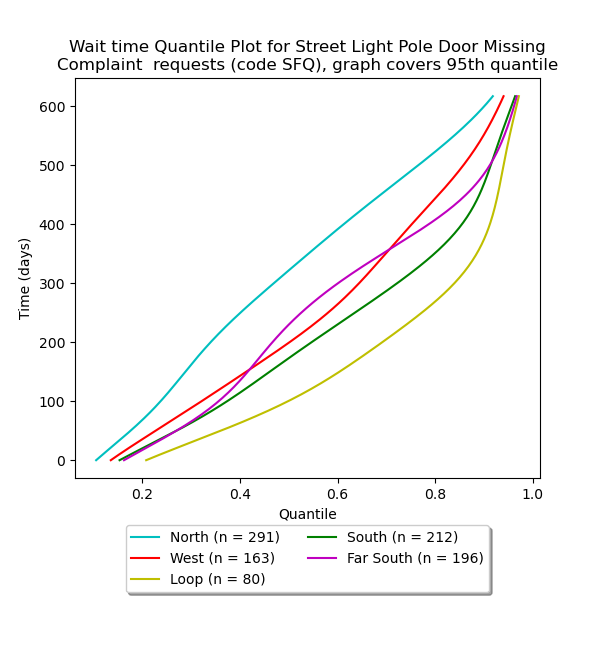 Wait time Quantile Plot for Street Light Pole Door Missing
Complaint  requests (code SFQ), graph covers 95th quantile
600
500
400
300
200
100
0
Time (days)
0.2
0.4
0.6
0.8
1.0
Quantile
North (n = 291)
West (n = 163)
Loop (n = 80)
South (n = 212)
Far South (n = 196)